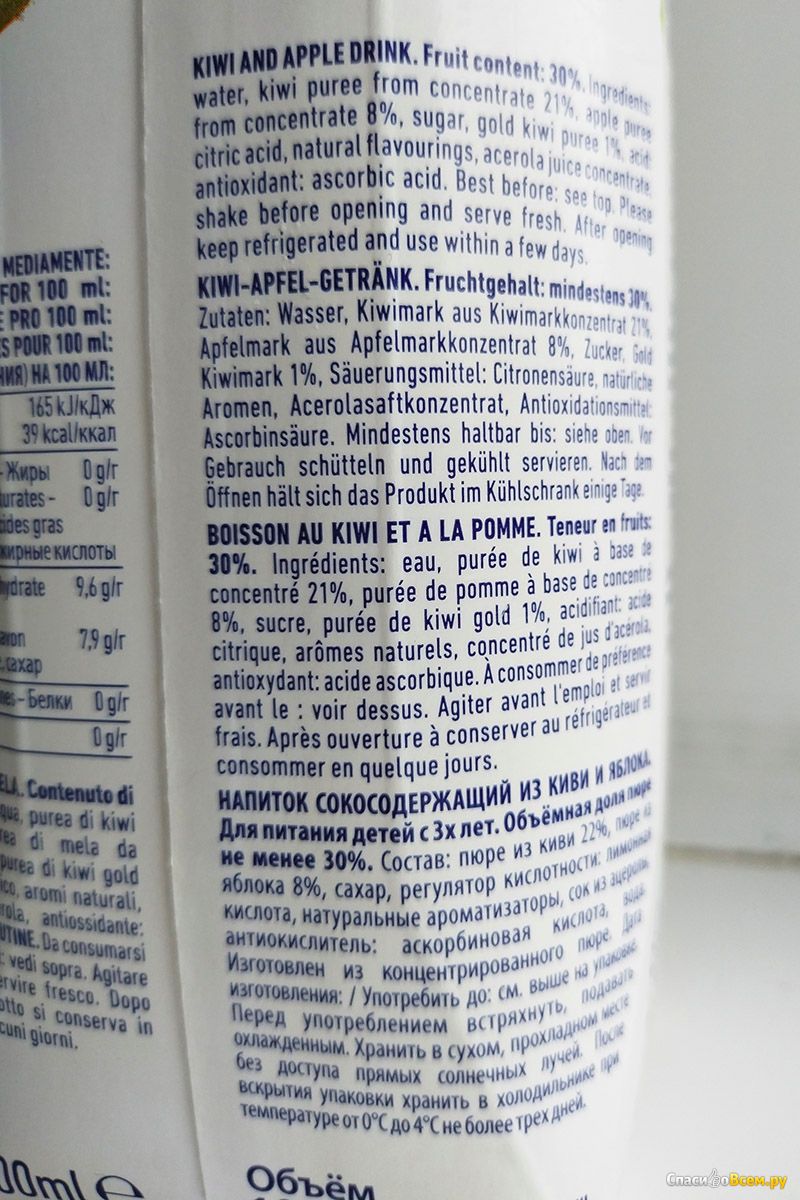 MEDIAMENTE:
FOR 100 ml:
PRO 100 ml:
POUR 100 ml:
НА 100 МЛ:
165 kJ/кДж
39 kcal/ккал
- Жиры 0 g/г
0 g/г
gras
жирные кислоты
9,6 g/г
7,9 g/г
сахар
- Белки 0 g/г
0 g/г
Contenuto di
purea di kiwi
di mela da
purea di kiwi gold
aromi naturali,
antiossidante:
Da consumarsi
vedi sopra. Agitare
fresco. Dopo
si conserva in
giorni.
KIWI AND APPLE DRINK. Fruit content: 30%. Ingredients:
water, kiwi puree from concentrate 21%, apple puree
from concentrate 8%, sugar, gold kiwi puree 1%, acid:
citric acid, natural flavourings, acerola juice concentrate,
antioxidant: ascorbic acid. Best before: see top. Please
shake before opening and serve fresh. After opening
keep refrigerated and use within a few days.
KIWI-APFEL-GETRÄNK. Fruchtgehalt: mindestens 30%.
Zutaten: Wasser, Kiwimark aus Kiwimarkkonzentrat 21%,
Apfelmark aus Apfelmarkkonzentrat 8%, Zucker, Gold
Kiwimark 1%, Säuerungsmittel: Citronensäure, natürliche
Aromen, Acerolasaftkonzentrat, Antioxidationsmittel:
Ascorbinsäure. Mindestens haltbar bis: siehe oben. Vor
Gebrauch schütteln und gekühlt servieren. Nach dem
Öffnen hält sich das Produkt im Kühlschrank einige Tage.
BOISSON AU KIWI ET A LA POMME. Teneur en fruits:
30%. Ingrédients: eau, purée de kiwi à base de
concentré 21%, purée de pomme à base de concentré
8%, sucre, purée de kiwi gold 1%, acidifiant: acide
citrique, arômes naturels, concentré de jus d'acérola,
antioxydant: acide ascorbique. À consommer de préférence
avant le : voir dessus. Agiter avant l'emploi et servir
frais. Après ouverture à conserver au réfrigérateur et
consommer en quelque jours.
НАПИТОК СОКОСОДЕРЖАЩИЙ ИЗ КИВИ И ЯБЛОКА.
Для питания детей с 3х лет. Объёмная доля пюре
не менее 30%. Состав: пюре из киви 22%, пюре из
яблока 8%, сахар, регулятор кислотности: лимонная
кислота, натуральные ароматизаторы, сок из ацеролы,
антиокислитель: аскорбиновая кислота, вода.
Изготовлен из концентрированного пюре. Дата
изготовления: / Употребить до: см. выше на упаковке.
Перед употреблением встряхнуть, подавать
охлажденным. Хранить в сухом, прохладном месте
без доступа прямых солнечных лучей. После
вскрытия упаковки хранить в холодильнике при
температуре от 0°C до 4°C не более трех дней.
00ml ℮
Объём
СпасибоВсем.ру